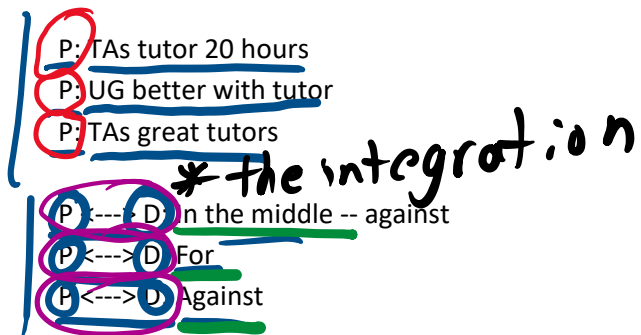 P: TAs tutor 20 hours
P: UG better with tutor
P: TAs great tutors
* the integration
P <---> D: In the middle -- against
P <---> D For
P <---> D Against